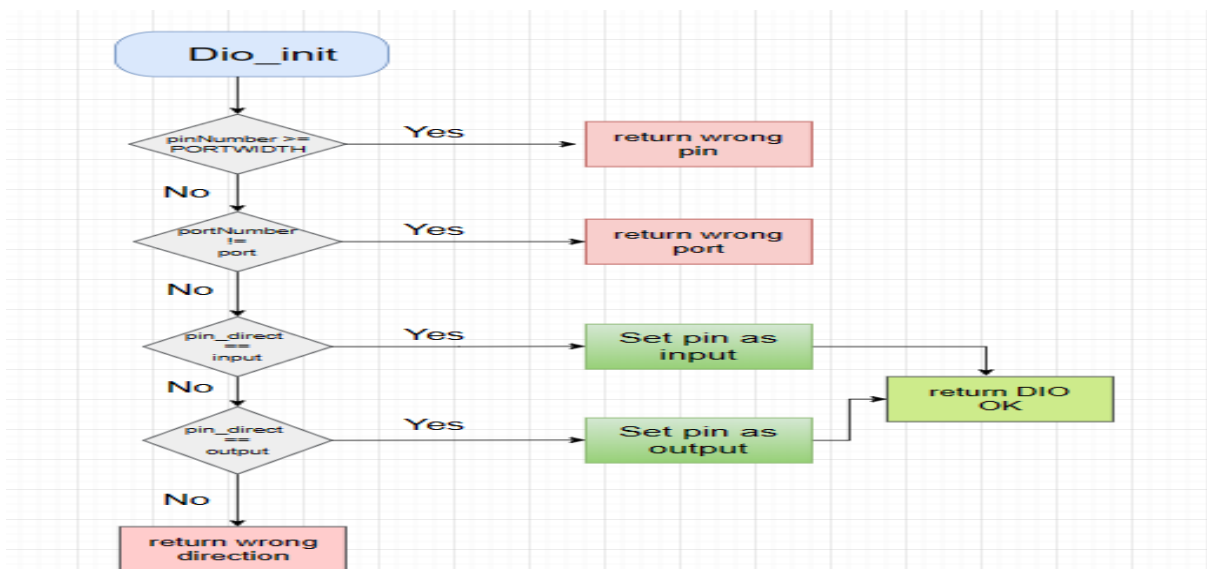 Dio_init
pinNumber >=
PORTWIDTH
Yes
return wrong
pin
No
portNumber
!=
port
Yes
return wrong
port
No
pin_direct
==
input
Yes
Set pin as
input
return DIO
OK
No
pin_direct
==
output
Yes
Set pin as
output
No
return wrong
direction